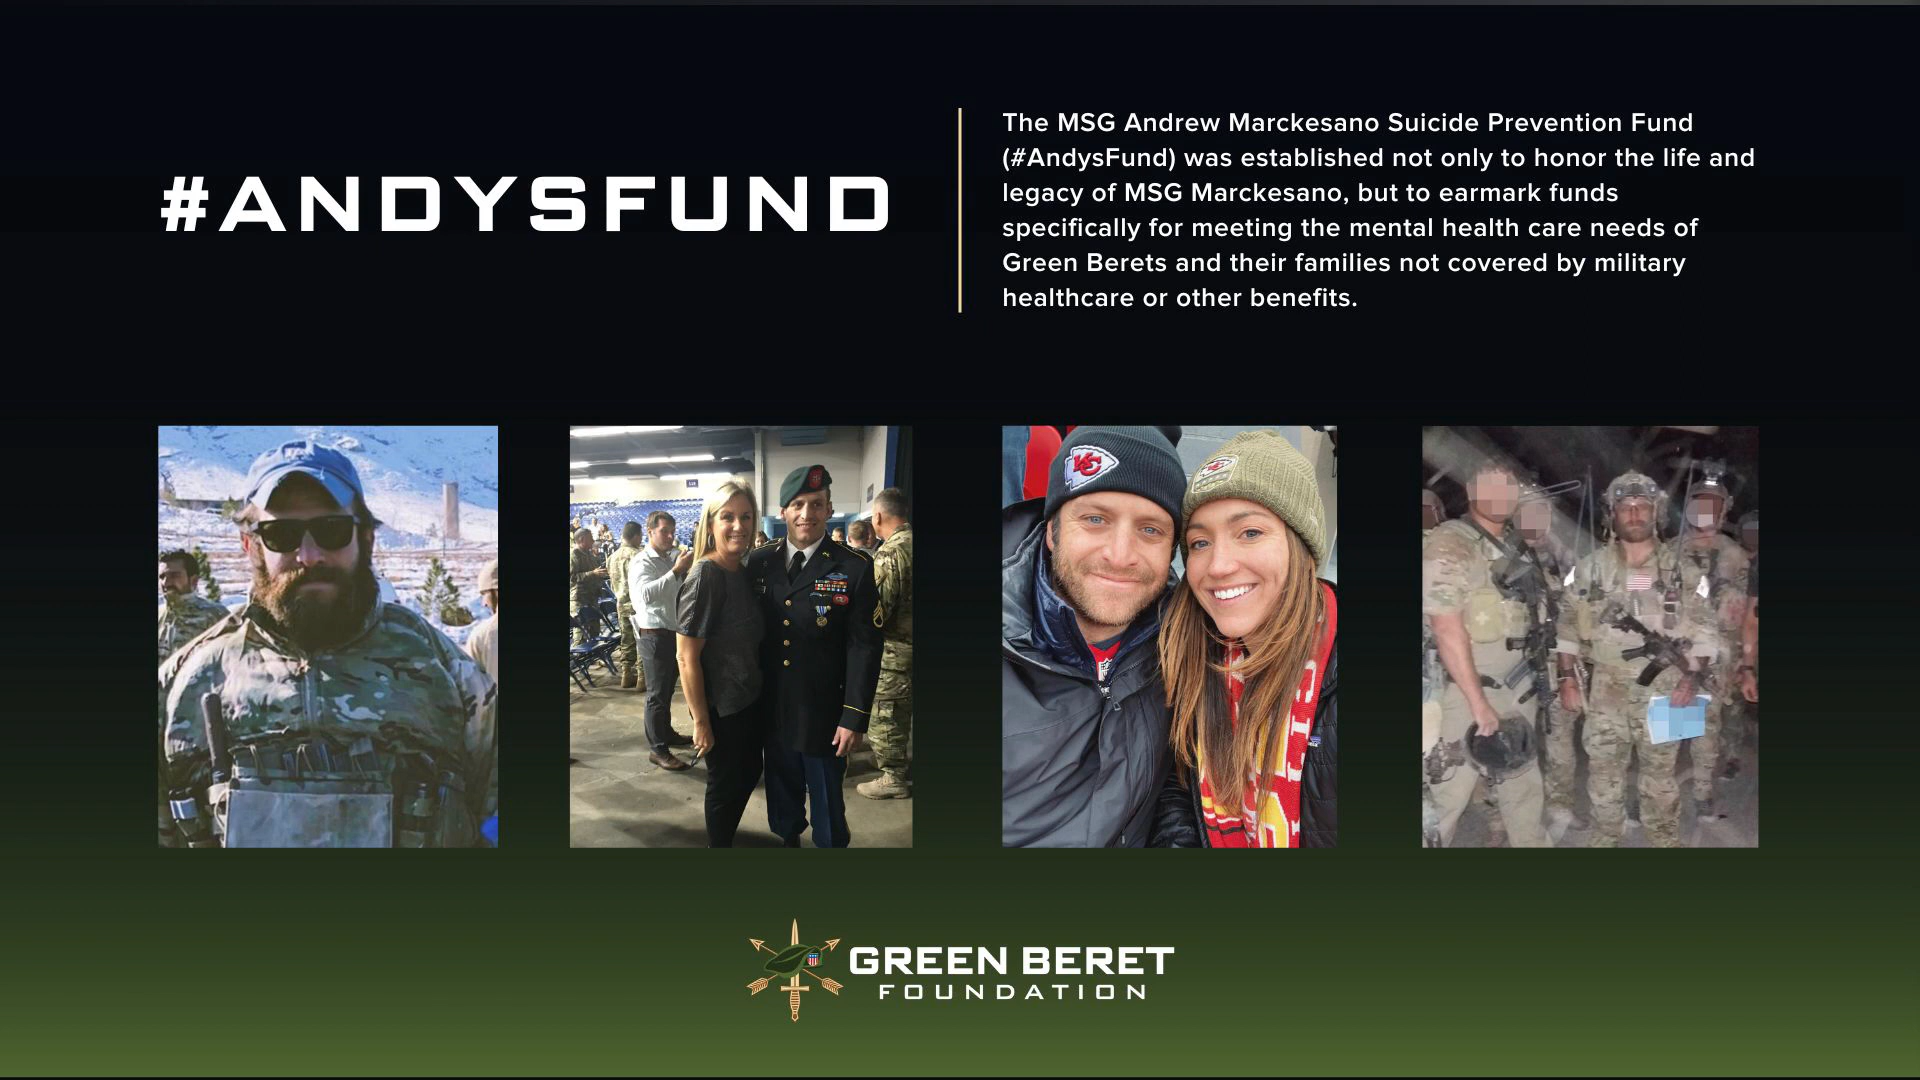 #ANDYSFUND
The MSG Andrew Marckesano Suicide Prevention Fund
(#AndysFund) was established not only to honor the life and
legacy of MSG Marckesano, but to earmark funds
specifically for meeting the mental health care needs of
Green Berets and their families not covered by military
healthcare or other benefits.
KC
GREEN BERET
FOUNDATION